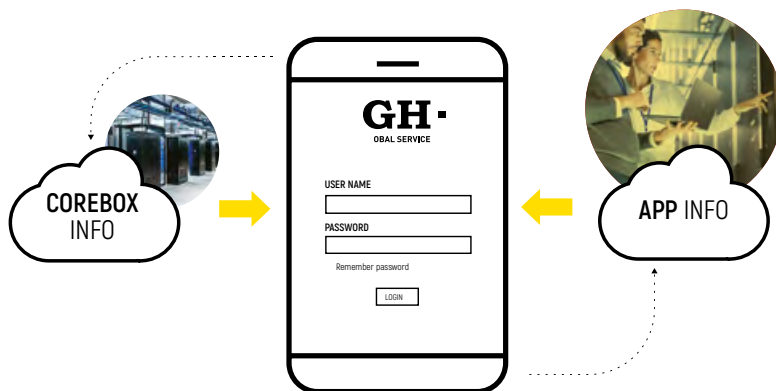 GH
OBAL SERVICE
COREBOX
INFO
USER NAME
PASSWORD
Remember password
LOGIN
APP INFO